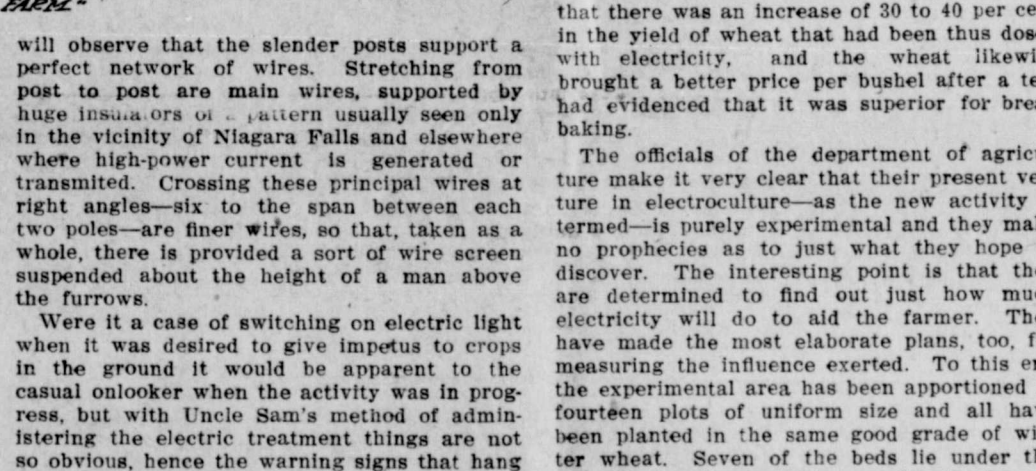 FARM"
will observe that the slender posts support a
perfect network of wires. Stretching from
post to post are main wires, supported by
huge insulators of pattern usually seen only
in the vicinity of Niagara Falls and elsewhere
where high-power current is generated or
transmited. Crossing these principal wires at
right angles—six to the span between each
two poles—are finer wires, so that, taken as a
whole, there is provided a sort of wire screen
suspended about the height of a man above
the furrows.
Were it a case of switching on electric light
when it was desired to give impetus to crops
in the ground it would be apparent to the
casual onlooker when the activity was in prog-
ress, but with Uncle Sam's method of admin-
istering the electric treatment things are not
so obvious, hence the warning signs that hang
that there was an increase of 30 to 40 per ce
in the yield of wheat that had been thus dos
with electricity, and the wheat likewi
brought a better price per bushel after a te
had evidenced that it was superior for bre
baking.
The officials of the department of agric
ture make it very clear that their present ve
ture in electroculture—as the new activity
termed—is purely experimental and they ma
no prophecies as to just what they hope
discover. The interesting point is that th
are determined to find out just how mu
electricity will do to aid the farmer. Th
have made the most elaborate plans, too, f
measuring the influence exerted. To this e
the experimental area has been apportioned
fourteen plots of uniform size and all ha
been planted in the same good grade of wi
ter wheat. Seven of the beds lie under t